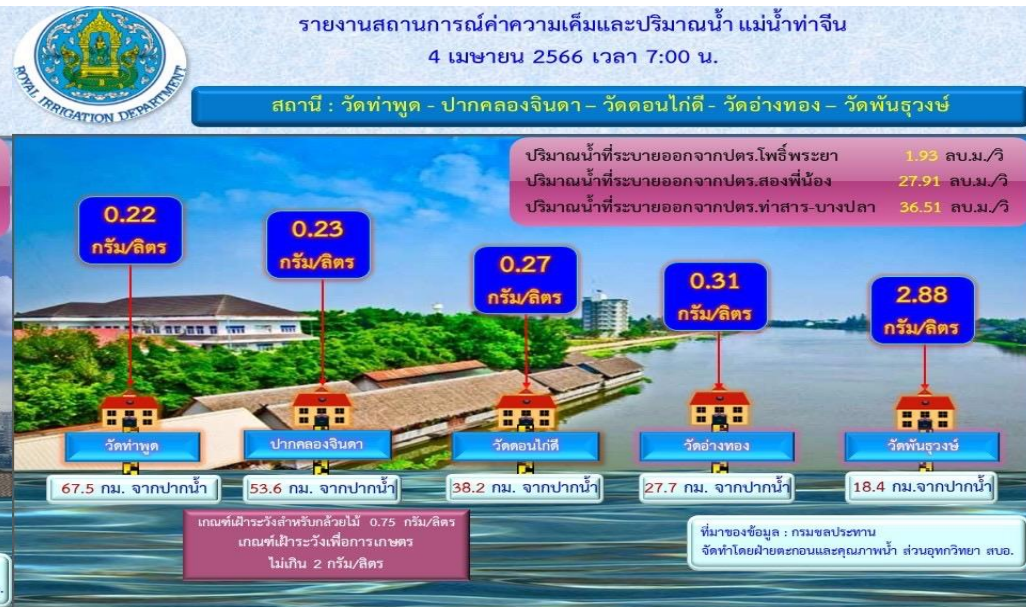 รายงานสถานการณ์ค่าความเค็มและปริมาณน้ำ แม่น้ำท่าจีน
4 เมษายน 2566 เวลา 7:00 น.
ROYAL IRRIGATION DEPARTMENT
สถานี : วัดท่าพูด - ปากคลองจินดา – วัดดอนไก่ดี - วัดอ่างทอง – วัดพันธุวงษ์
ปริมาณน้ำที่ระบายออกจากปตร.โพธิ์พระยา 1.93 ลบ.ม./วิ
ปริมาณน้ำที่ระบายออกจากปตร.สองพี่น้อง 27.91 ลบ.ม./วิ
ปริมาณน้ำที่ระบายออกจากปตร.ท่าสาร-บางปลา 36.51 ลบ.ม./วิ
0.22
กรัม/ลิตร
0.23
กรัม/ลิตร
0.27
กรัม/ลิตร
0.31
กรัม/ลิตร
2.88
กรัม/ลิตร
วัดท่าพูด
ปากคลองจินดา
วัดดอนไก่ดี
วัดอ่างทอง
วัดพันธุวงษ์
67.5 กม. จากปากน้ำ
53.6 กม. จากปากน้ำ
38.2 กม. จากปากน้ำ
27.7 กม. จากปากน้ำ
18.4 กม.จากปากน้ำ
เกณฑ์เฝ้าระวังสำหรับกล้วยไม้ 0.75 กรัม/ลิตร
เกณฑ์เฝ้าระวังเพื่อการเกษตร
ไม่เกิน 2 กรัม/ลิตร
ที่มาของข้อมูล : กรมชลประทาน
จัดทำโดยฝ่ายตะกอนและคุณภาพน้ำ ส่วนอุทกวิทยา สบอ.